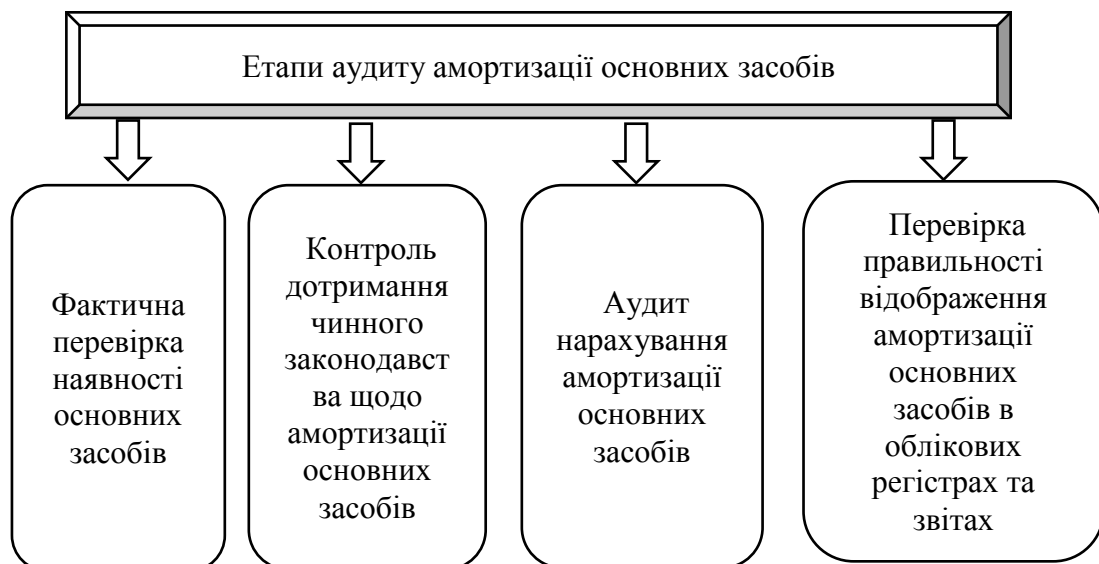 Етапи аудиту амортизації основних засобів
Фактична
перевірка
наявності
основних
засобів
Контроль
дотримання
чинного
законодавст
ва щодо
амортизації
основних
засобів
Аудит
нарахування
амортизації
основних
засобів
Перевірка
правильності
відображення
амортизації
основних
засобів в
облікових
регістрах та
звітах